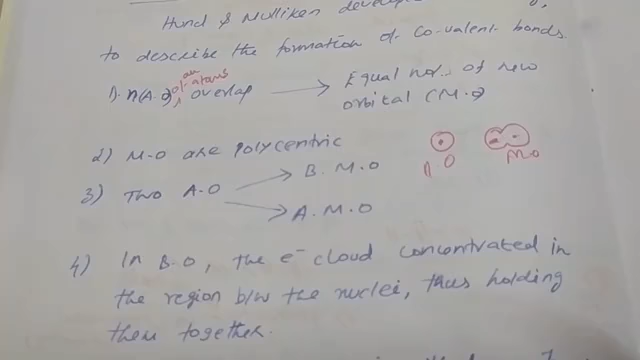 Hund & Mulliken develop
to describe the formation of co-valent bonds.
1). n(A.O) of an atoms overlap → Equal no:. of new
orbital (M.O)
2) M.O are polycentric
A O
M.O
3) Two A.O → B.M.O
→ A.M.O
4) In B.O, the e⁻ cloud concentrated in
the region b/w the nuclei, thus holding
them together.